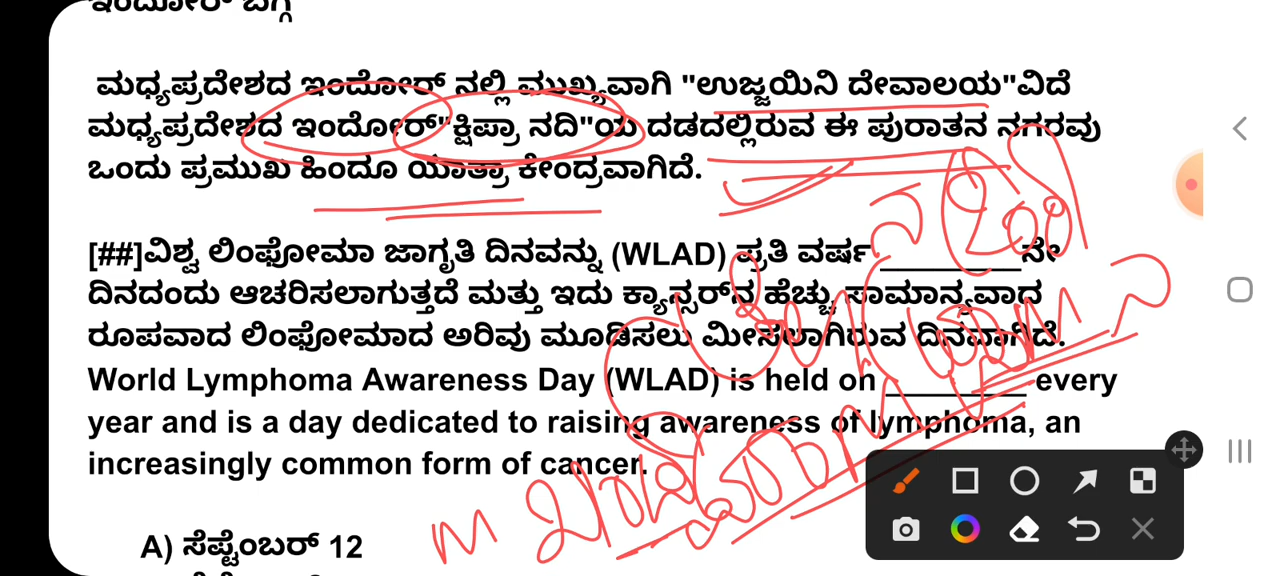 ಇಂದೋರ್ ಬಗ್ಗೆ
ಮಧ್ಯಪ್ರದೇಶದ ಇಂದೋರ್ ನಲ್ಲಿ ಮುಖ್ಯವಾಗಿ "ಉಜ್ಜಯಿನಿ ದೇವಾಲಯ"ವಿದೆ
ಮಧ್ಯಪ್ರದೇಶದ ಇಂದೋರ್"ಕ್ಷಿಪ್ರಾ ನದಿ"ಯ ದಡದಲ್ಲಿರುವ ಈ ಪುರಾತನ ನಗರವು
ಒಂದು ಪ್ರಮುಖ ಹಿಂದೂ ಯಾತ್ರಾ ಕೇಂದ್ರವಾಗಿದೆ.
[##]ವಿಶ್ವ ಲಿಂಫೋಮಾ ಜಾಗೃತಿ ದಿನವನ್ನು (WLAD) ಪ್ರತಿ ವರ್ಷ _________ನೇ
ದಿನದಂದು ಆಚರಿಸಲಾಗುತ್ತದೆ ಮತ್ತು ಇದು ಕ್ಯಾನ್ಸರ್‌ನ ಹೆಚ್ಚು ಸಾಮಾನ್ಯವಾದ
ರೂಪವಾದ ಲಿಂಫೋಮಾದ ಅರಿವು ಮೂಡಿಸಲು ಮೀಸಲಾಗಿರುವ ದಿನವಾಗಿದೆ.
World Lymphoma Awareness Day (WLAD) is held on _________ every
year and is a day dedicated to raising awareness of lymphoma, an
increasingly common form of cancer.
A) ಸೆಪ್ಟೆಂಬರ್ 12